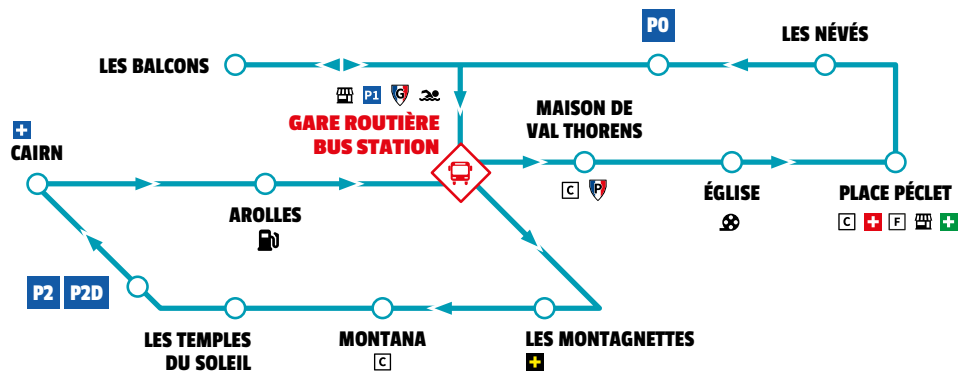 P0
LES NÉVÉS
LES BALCONS
P1 G
GARE ROUTIÈRE
BUS STATION
MAISON DE
VAL THORENS
C P
CAIRN
AROLLES
ÉGLISE
PLACE PÉCLET
C F
P2 P2D
LES TEMPLES
DU SOLEIL
MONTANA
C
LES MONTAGNETTES